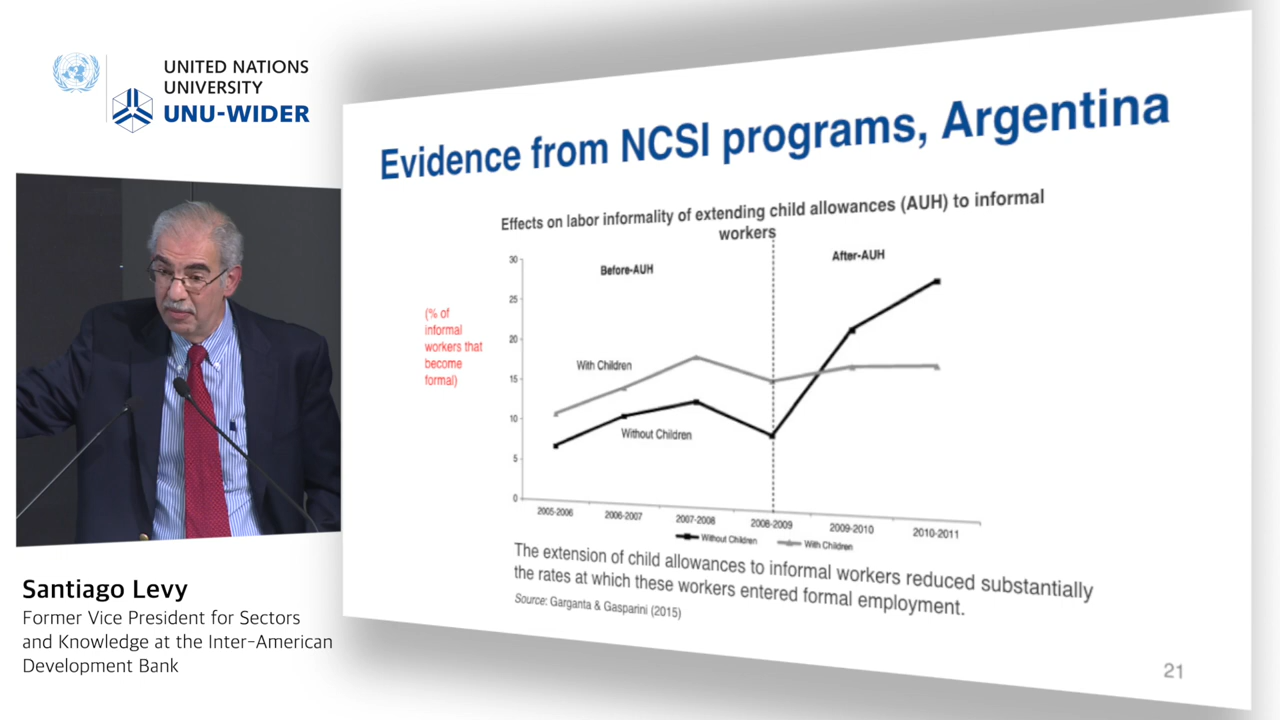 UNITED NATIONS
UNIVERSITY
UNU-WIDER
Santiago Levy
Former Vice President for Sectors
and Knowledge at the Inter-American
Development Bank
Evidence from NCSI programs, Argentina
Effects on labor informality of extending child allowances (AUH) to informal
workers
Before-AUH
After-AUH
(% of
informal
workers that
become
formal)
30
25
20
15
10
5
0
With Children
Without Children
2005-2006
2006-2007
2007-2008
2008-2009
2009-2010
2010-2011
Without Children
With Children
The extension of child allowances to informal workers reduced substantially
the rates at which these workers entered formal employment.
Source: Garganta & Gasparini (2015)
21